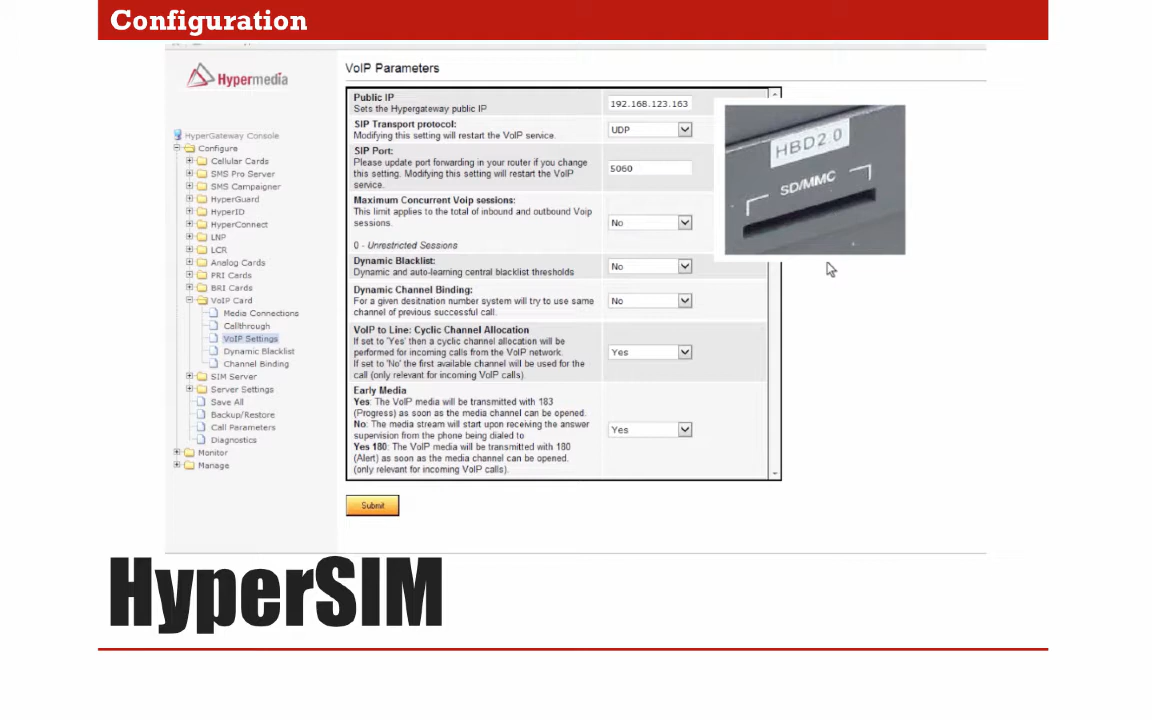 Configuration
Hypermedia
HyperGateway Console
Configure
Cellular Cards
SMS Pro Server
SMS Campaigner
HyperGuard
HyperID
HyperConnect
LNP
LCR
Analog Cards
PRI Cards
BRI Cards
VoIP Card
Media Connections
Callthrough
VoIP Settings
Dynamic Blacklist
Channel Binding
SIM Server
Server Settings
Save All
Backup/Restore
Call Parameters
Diagnostics
Monitor
Manage
VoIP Parameters
Public IP
Sets the Hypergateway public IP
192.168.123.163
SIP Transport protocol:
Modifying this setting will restart the VoIP service.
UDP
SIP Port:
Please update port forwarding in your router if you change
this setting. Modifying this setting will restart the VoIP
service.
5060
Maximum Concurrent Voip sessions:
This limit applies to the total of inbound and outbound Voip
sessions.
0 - Unrestricted Sessions
No
Dynamic Blacklist:
Dynamic and auto-learning central blacklist thresholds
No
Dynamic Channel Binding:
For a given desitnation number system will try to use same
channel of previous successful call.
No
VoIP to Line: Cyclic Channel Allocation
If set to 'Yes' then a cyclic channel allocation will be
performed for incoming calls from the VoIP network.
If set to 'No' the first available channel will be used for the
call (only relevant for incoming VoIP calls).
Yes
Early Media
Yes: The VoIP media will be transmitted with 183
(Progress) as soon as the media channel can be opened.
No: The media stream will start upon receiving the answer
supervision from the phone being dialed to
Yes 180: The VoIP media will be transmitted with 180
(Alert) as soon as the media channel can be opened.
(only relevant for incoming VoIP calls).
Yes
Submit
HBD2.0
SD/MMC
HyperSIM